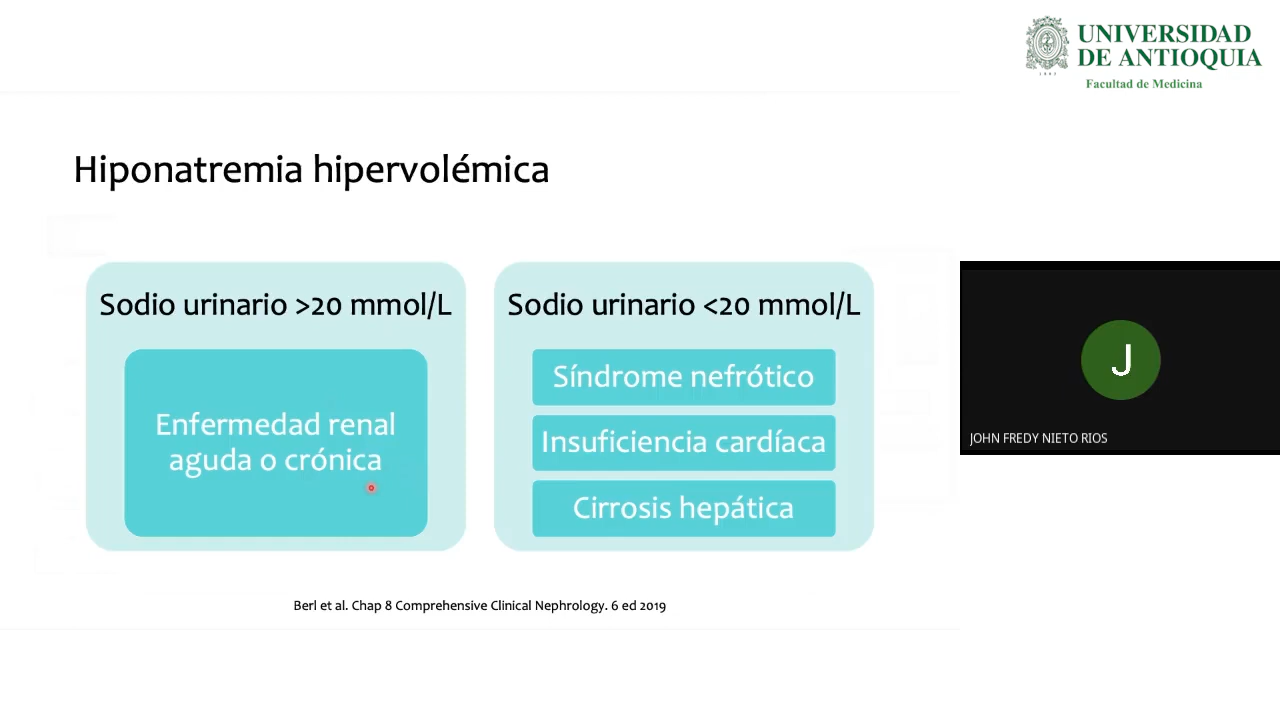 UNIVERSIDAD
DE ANTIOQUIA
1803
Facultad de Medicina
Hiponatremia hipervolémica
Sodio urinario >20 mmol/L
Enfermedad renal
aguda o crónica
Sodio urinario <20 mmol/L
Síndrome nefrótico
Insuficiencia cardíaca
Cirrosis hepática
Berl et al. Chap 8 Comprehensive Clinical Nephrology. 6 ed 2019
J
JOHN FREDY NIETO RIOS